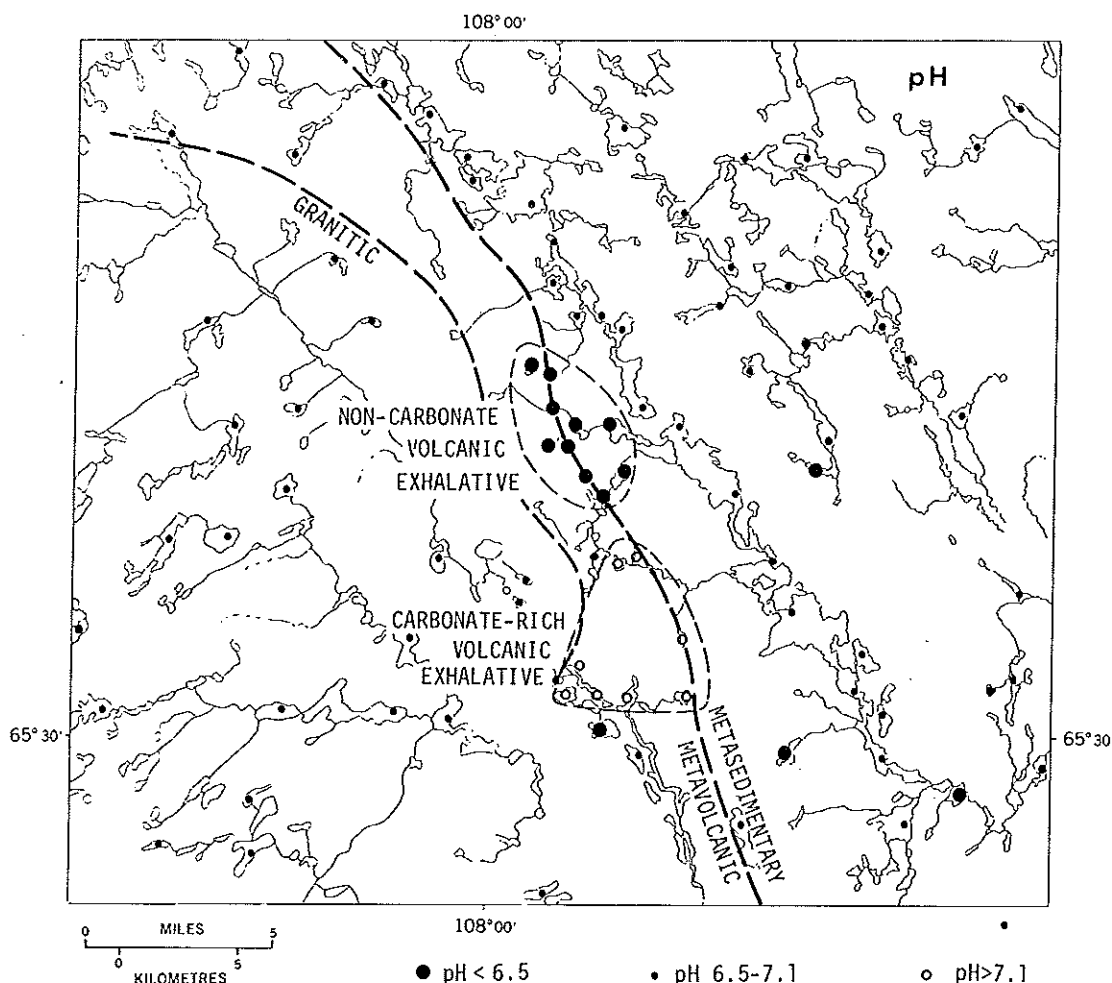 108° 00'
pH
GRANITIC
NON-CARBONATE
VOLCANIC
EXHALATIVE
CARBONATE-RICH
VOLCANIC
EXHALATIVE
65° 30'
65° 30
METASEDIMENTARY
METAVOLCANIC
0 MILES 5
108° 00'
0 5
KILOMETRES
pH < 6.5
pH 6.5-7.1
pH>7.1